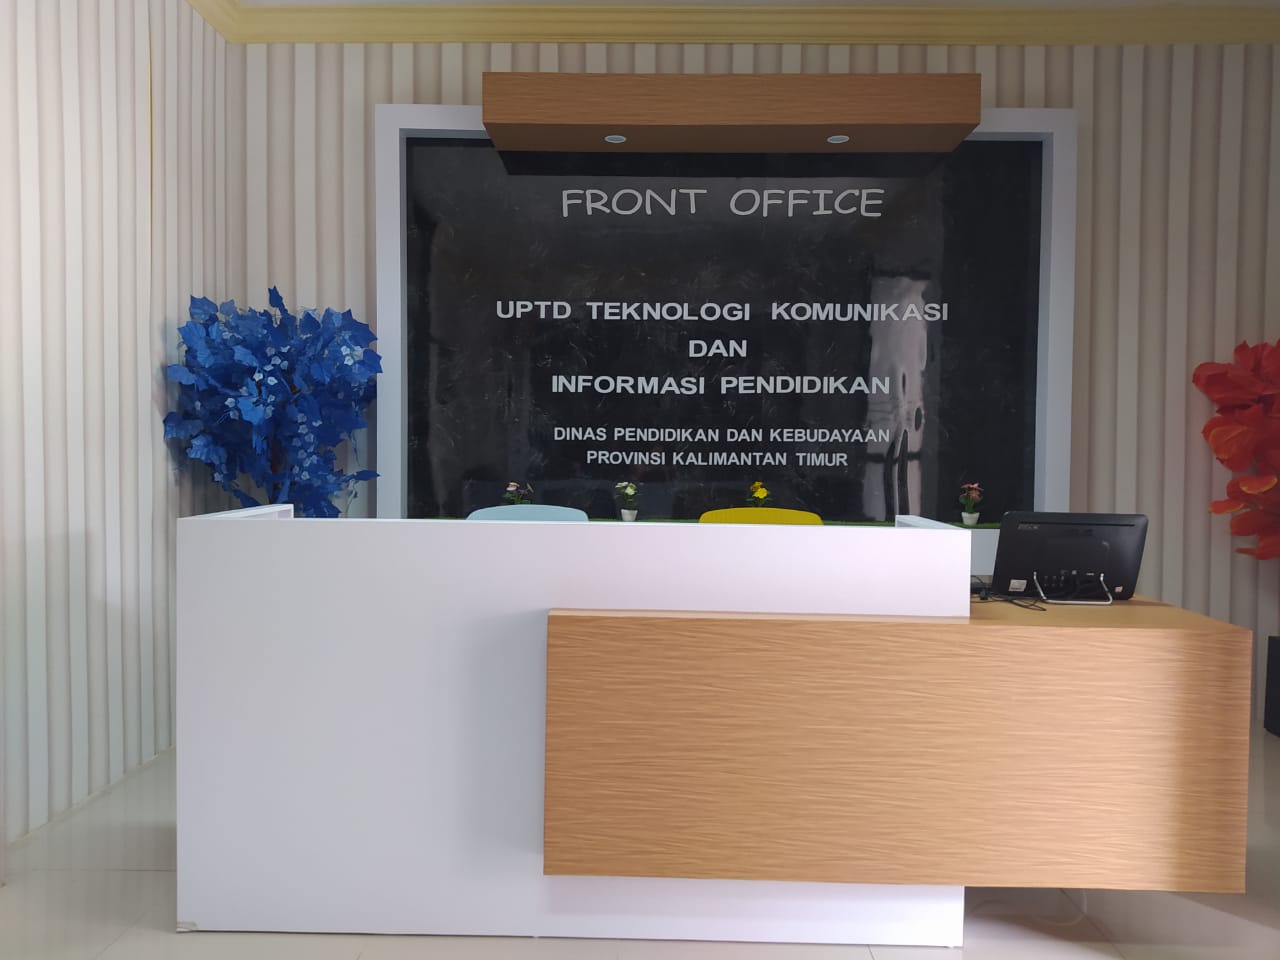 FRONT OFFICE
UPTD TEKNOLOGI KOMUNIKASI
DAN
INFORMASI PENDIDIKAN
DINAS PENDIDIKAN DAN KEBUDAYAAN
PROVINSI KALIMANTAN TIMUR